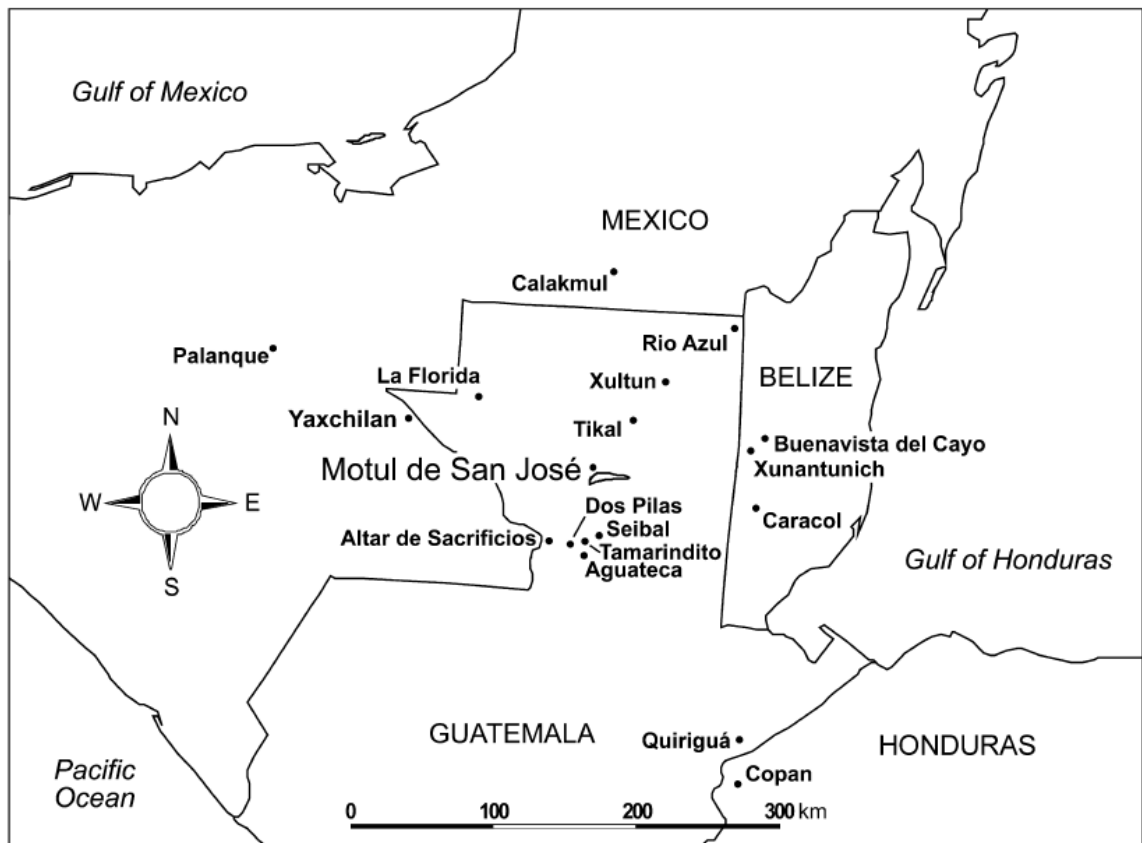 Gulf of Mexico
MEXICO
Calakmul
Rio Azul
Palanque
BELIZE
La Florida
Xultun
Yaxchilan
Tikal
Buenavista del Cayo
Xunantunich
Motul de San José
N
W
E
S
Dos Pilas
Caracol
Seibal
Altar de Sacrificios
Tamarindito
Aguateca
Gulf of Honduras
GUATEMALA
Quiriguá
HONDURAS
Pacific
Ocean
Copan
0 100 200 300 km